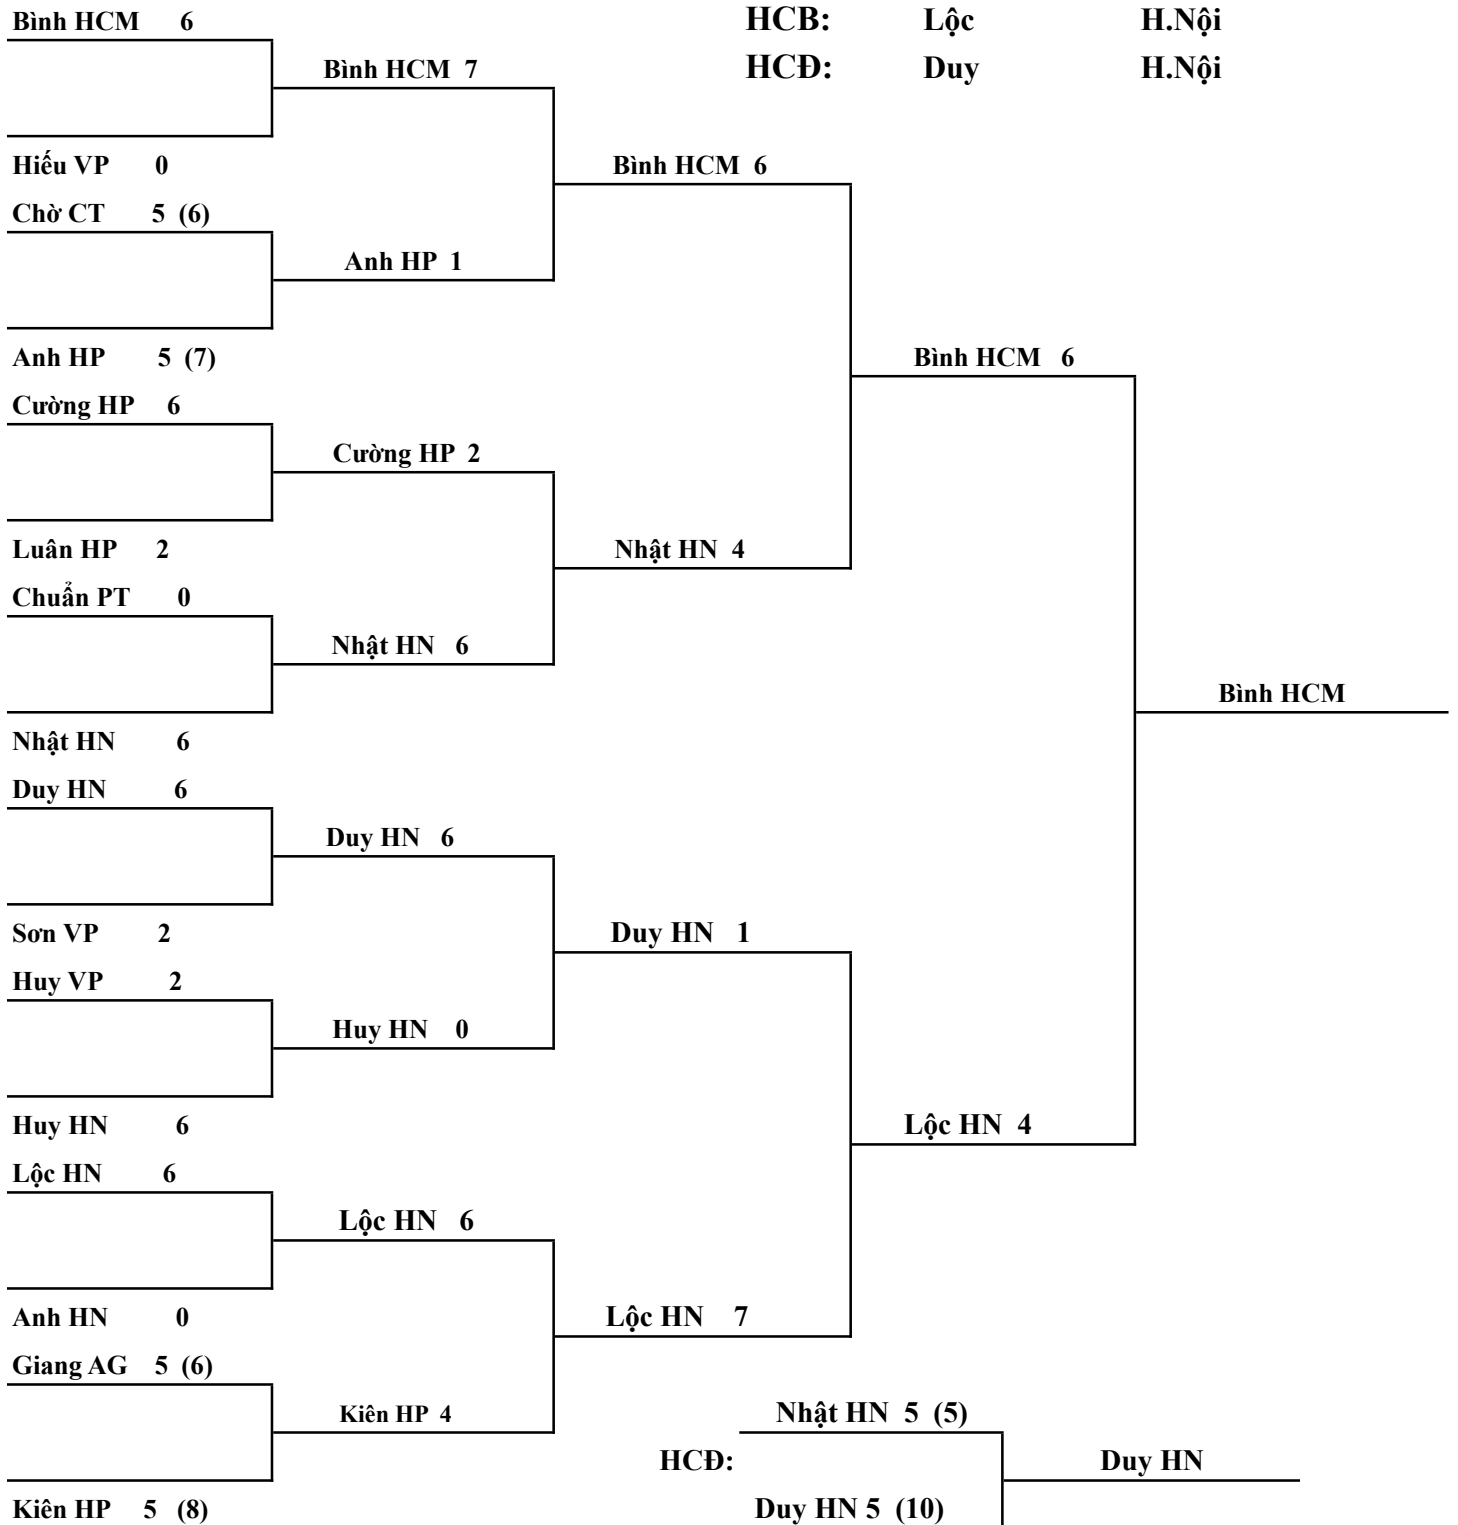 Bình HCM 6
HCB: Lộc H.Nội
Bình HCM 7
HCĐ: Duy H.Nội
Hiếu VP 0
Bình HCM 6
Chờ CT 5 (6)
Anh HP 1
Anh HP 5 (7)
Bình HCM 6
Cường HP 6
Cường HP 2
Luân HP 2
Nhật HN 4
Chuẩn PT 0
Nhật HN 6
Bình HCM
Nhật HN 6
Duy HN 6
Duy HN 6
Sơn VP 2
Duy HN 1
Huy VP 2
Huy HN 0
Huy HN 6
Lộc HN 4
Lộc HN 6
Lộc HN 6
Anh HN 0
Lộc HN 7
Giang AG 5 (6)
Kiên HP 4
Nhật HN 5 (5)
HCĐ:
Duy HN
Kiên HP 5 (8)
Duy HN 5 (10)